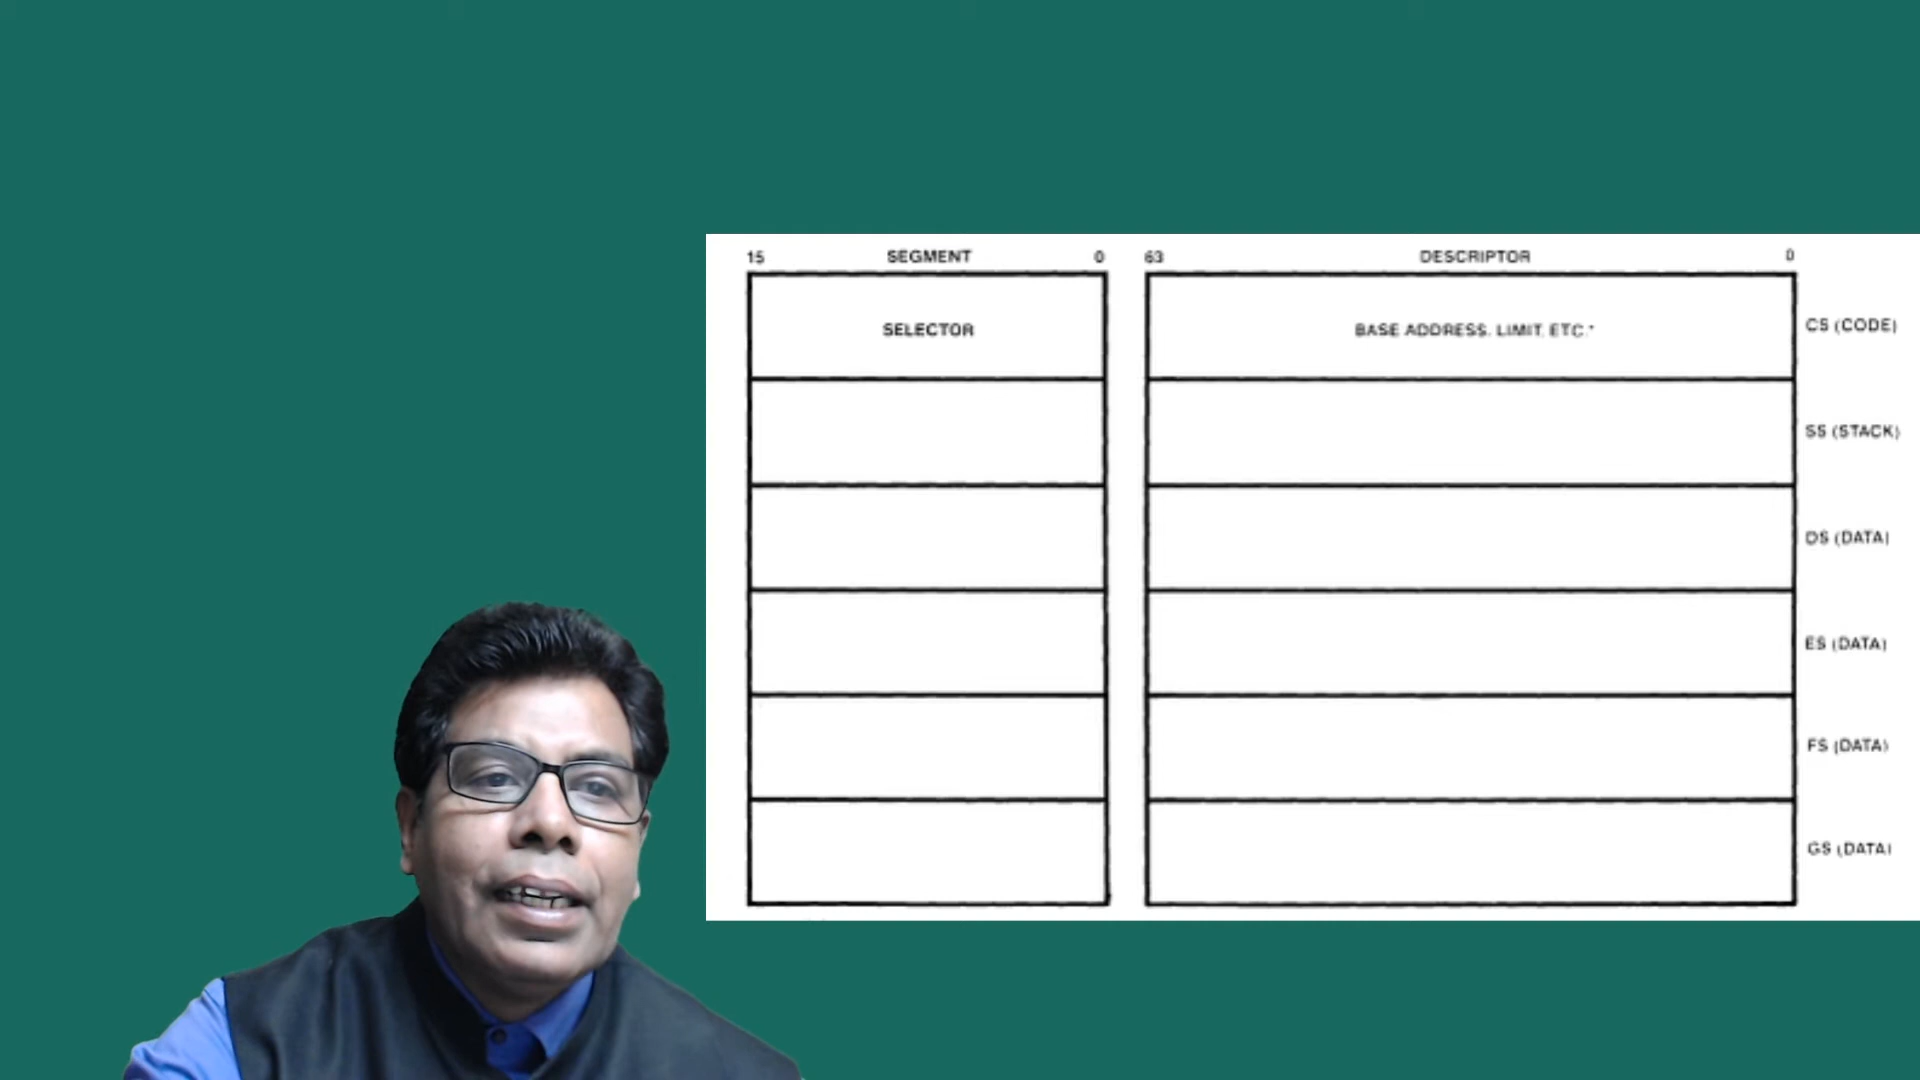 15 SEGMENT 0 63 DESCRIPTOR 0
SELECTOR BASE ADDRESS. LIMIT. ETC.* CS (CODE)
SS (STACK)
DS (DATA)
ES (DATA)
FS (DATA)
GS (DATA)